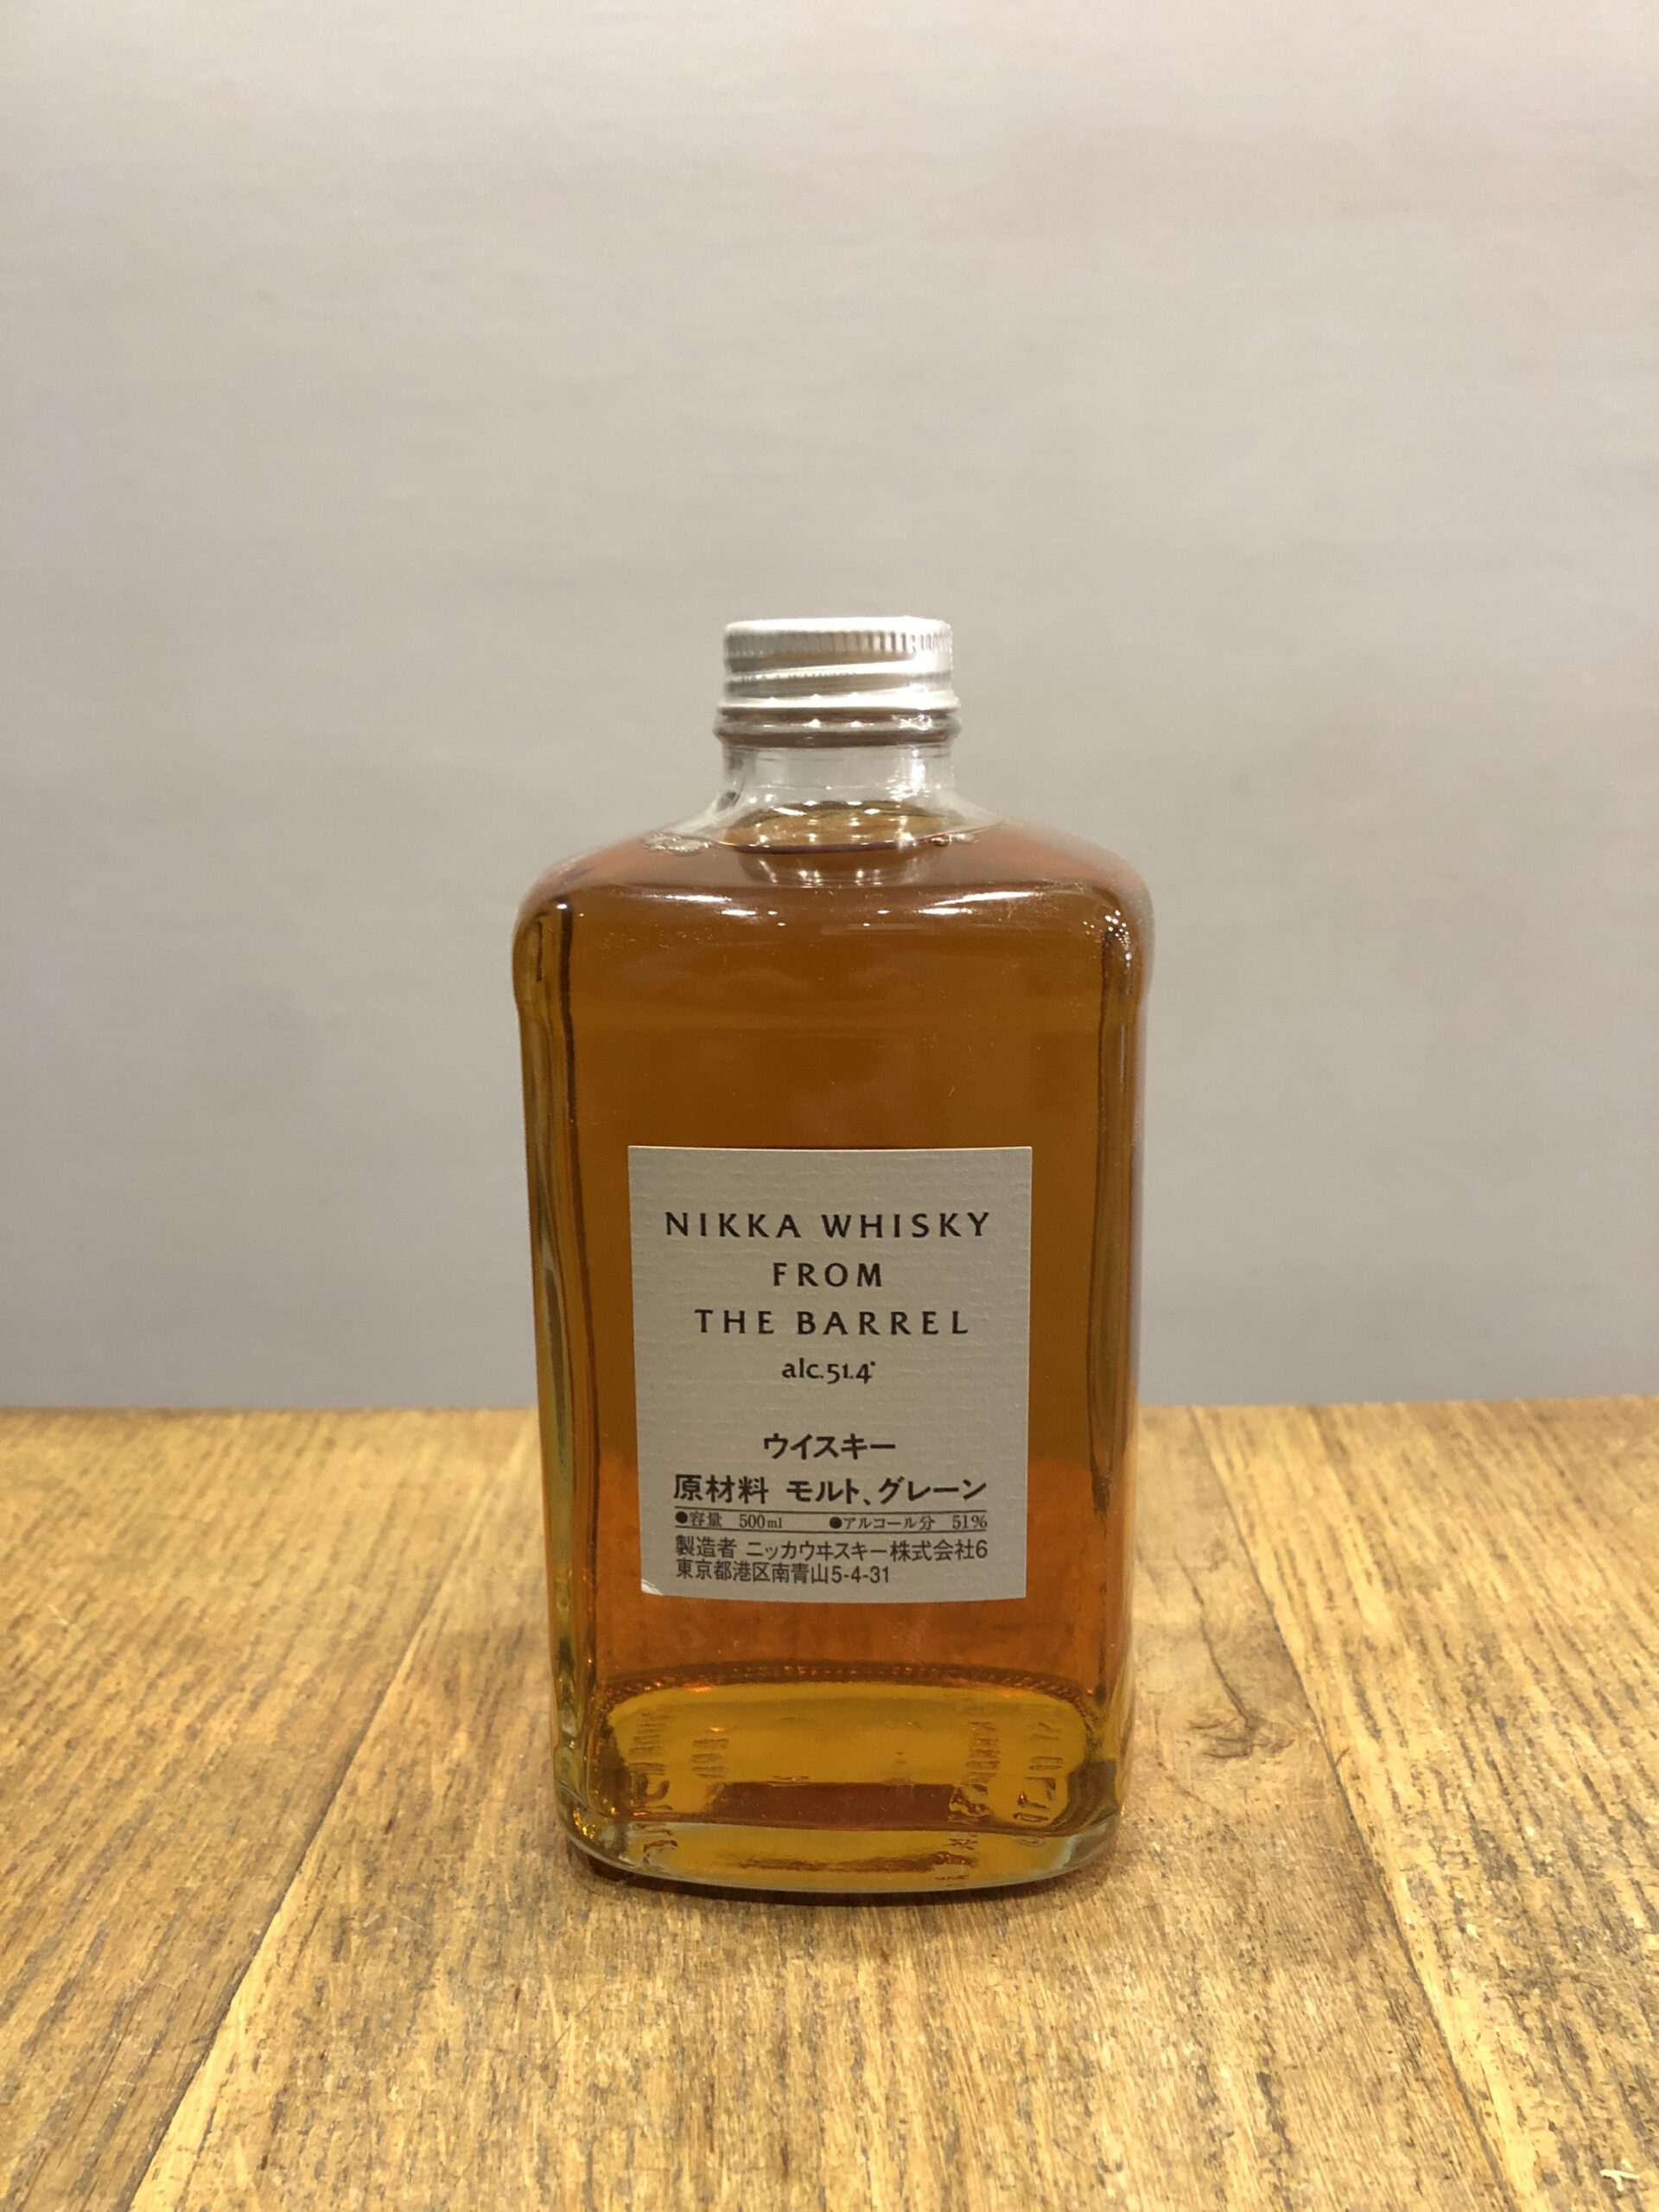 NIKKA WHISKY
FROM
THE BARREL
alc.51.4°
ウイスキー
原材料 モルト、グレーン
●容量 500ml ●アルコール分 51%
製造者 ニッカウヰスキー株式会社6
東京都港区南青山5-4-31